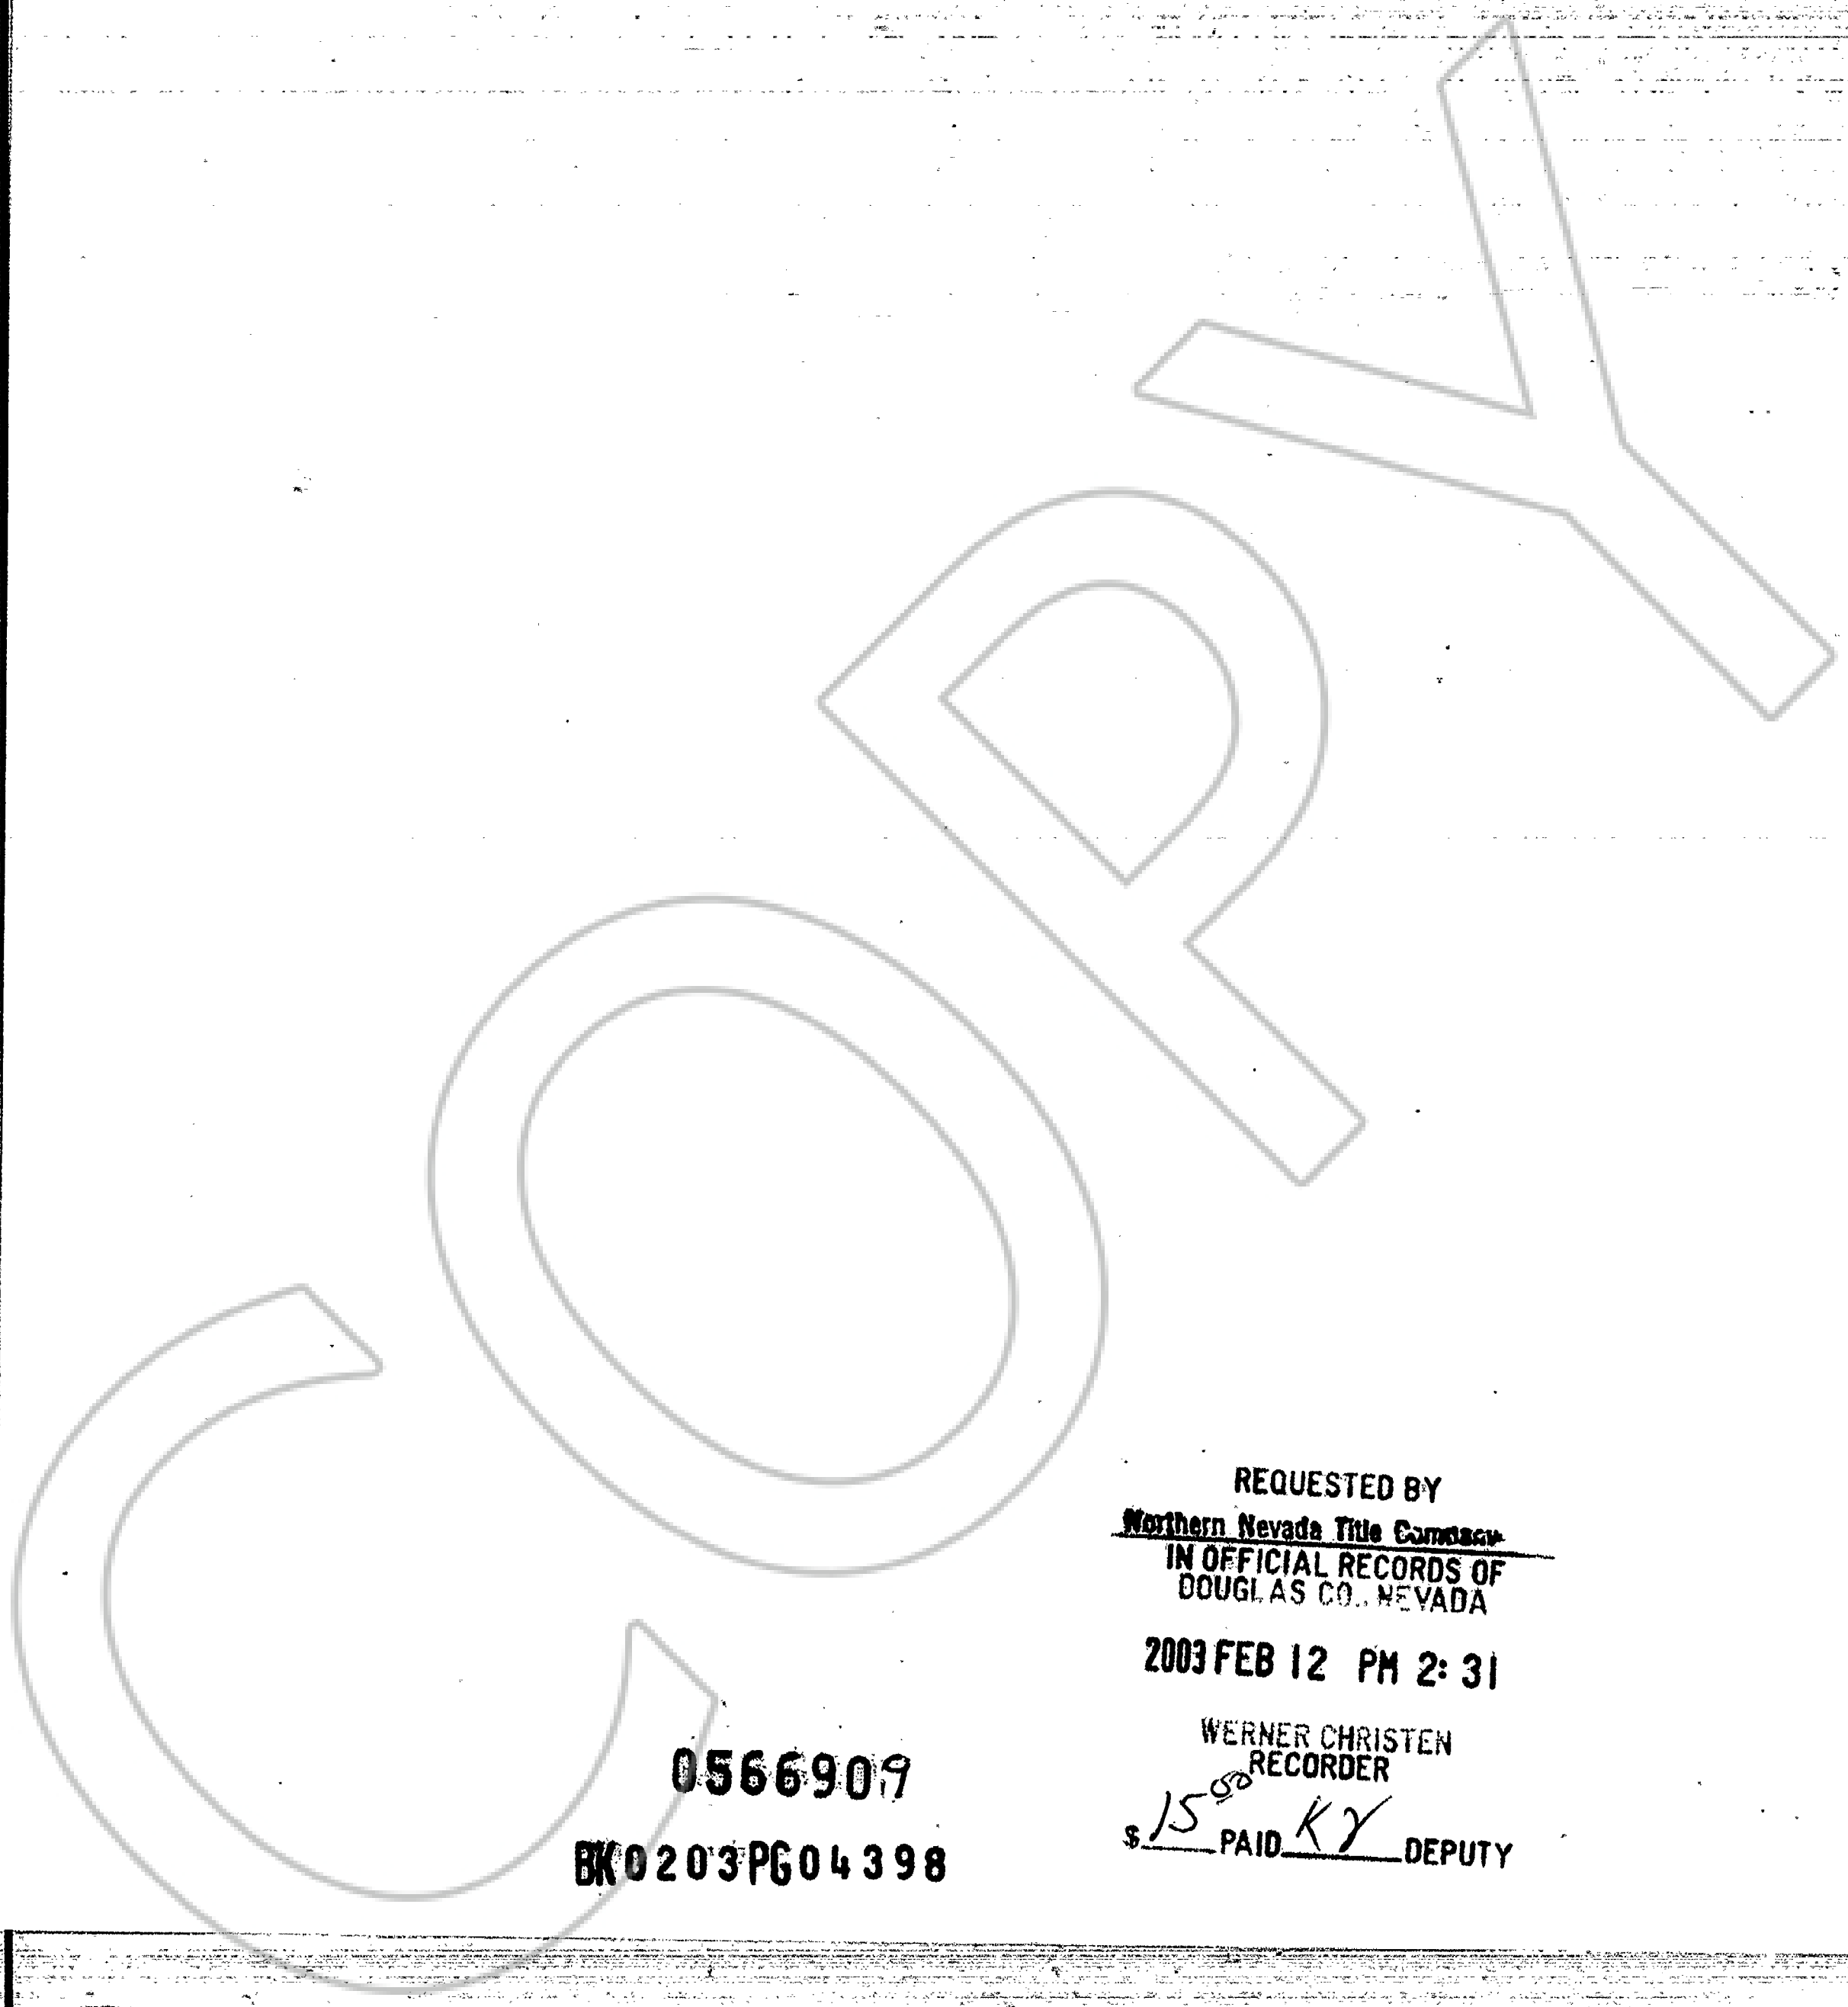 COPY
REQUESTED BY
Northern Nevada Title Company
IN OFFICIAL RECORDS OF
DOUGLAS CO., NEVADA
2003 FEB 12 PM 2: 31
WERNER CHRISTEN
RECORDER
$ 15 00 PAID KY DEPUTY
0566909
BK0203PG04398